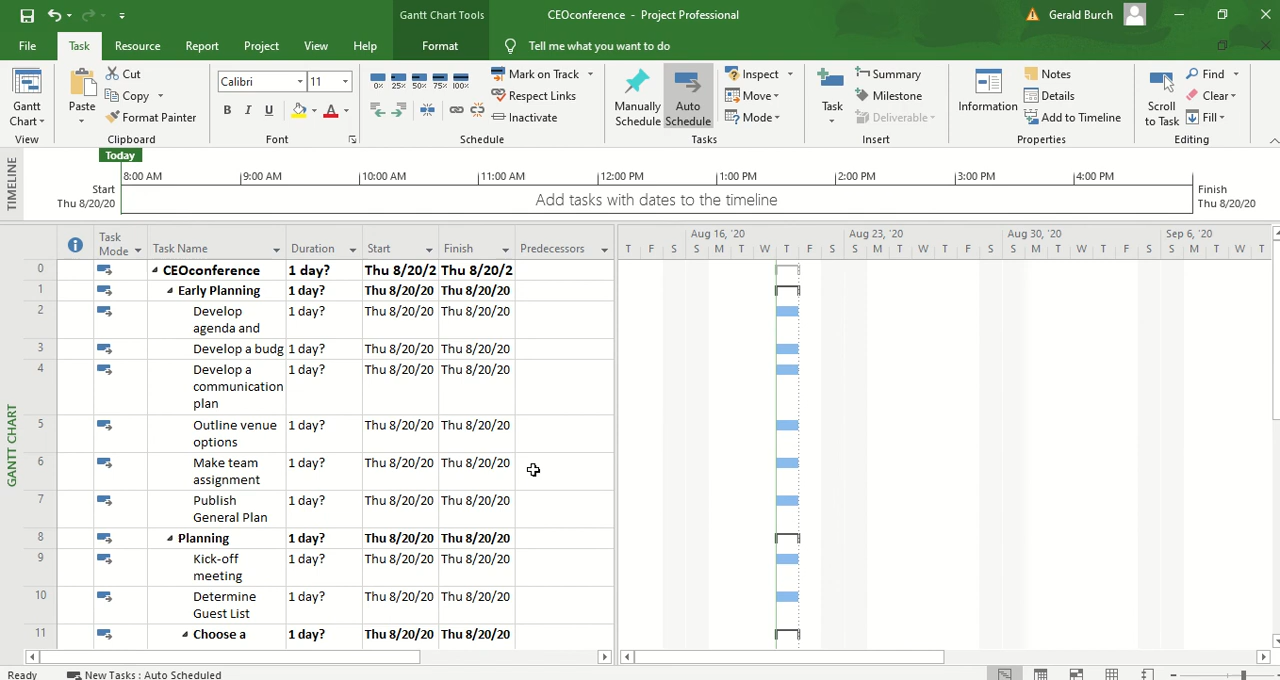 Gantt Chart Tools CEOconference - Project Professional Gerald Burch
File Task Resource Report Project View Help Format Tell me what you want to do
Gantt Chart
View
Paste
Cut
Copy
Format Painter
Clipboard
Calibri 11
B I U A
Font
0% 25% 50% 75% 100%
Mark on Track
Respect Links
Inactivate
Schedule
Manually Schedule
Auto Schedule
Inspect
Move
Mode
Tasks
Task
Summary
Milestone
Deliverable
Insert
Information
Notes
Details
Add to Timeline
Properties
Scroll to Task
Find
Clear
Fill
Editing
TIMELINE
Today
8:00 AM 9:00 AM 10:00 AM 11:00 AM 12:00 PM 1:00 PM 2:00 PM 3:00 PM 4:00 PM
Start
Thu 8/20/20
Add tasks with dates to the timeline
Finish
Thu 8/20/20
GANTT CHART
Task Mode Task Name Duration Start Finish Predecessors
Aug 16, '20 Aug 23, '20 Aug 30, '20 Sep 6, '20
T F S S M T W T F S S M T W T F S S M T W T F S S M T W T
0 CEOconference 1 day? Thu 8/20/2 Thu 8/20/2
1 Early Planning 1 day? Thu 8/20/20 Thu 8/20/20
2 Develop agenda and 1 day? Thu 8/20/20 Thu 8/20/20
3 Develop a budg 1 day? Thu 8/20/20 Thu 8/20/20
4 Develop a communication plan 1 day? Thu 8/20/20 Thu 8/20/20
5 Outline venue options 1 day? Thu 8/20/20 Thu 8/20/20
6 Make team assignment 1 day? Thu 8/20/20 Thu 8/20/20
7 Publish General Plan 1 day? Thu 8/20/20 Thu 8/20/20
8 Planning 1 day? Thu 8/20/20 Thu 8/20/20
9 Kick-off meeting 1 day? Thu 8/20/20 Thu 8/20/20
10 Determine Guest List 1 day? Thu 8/20/20 Thu 8/20/20
11 Choose a 1 day? Thu 8/20/20 Thu 8/20/20
Ready New Tasks : Auto Scheduled